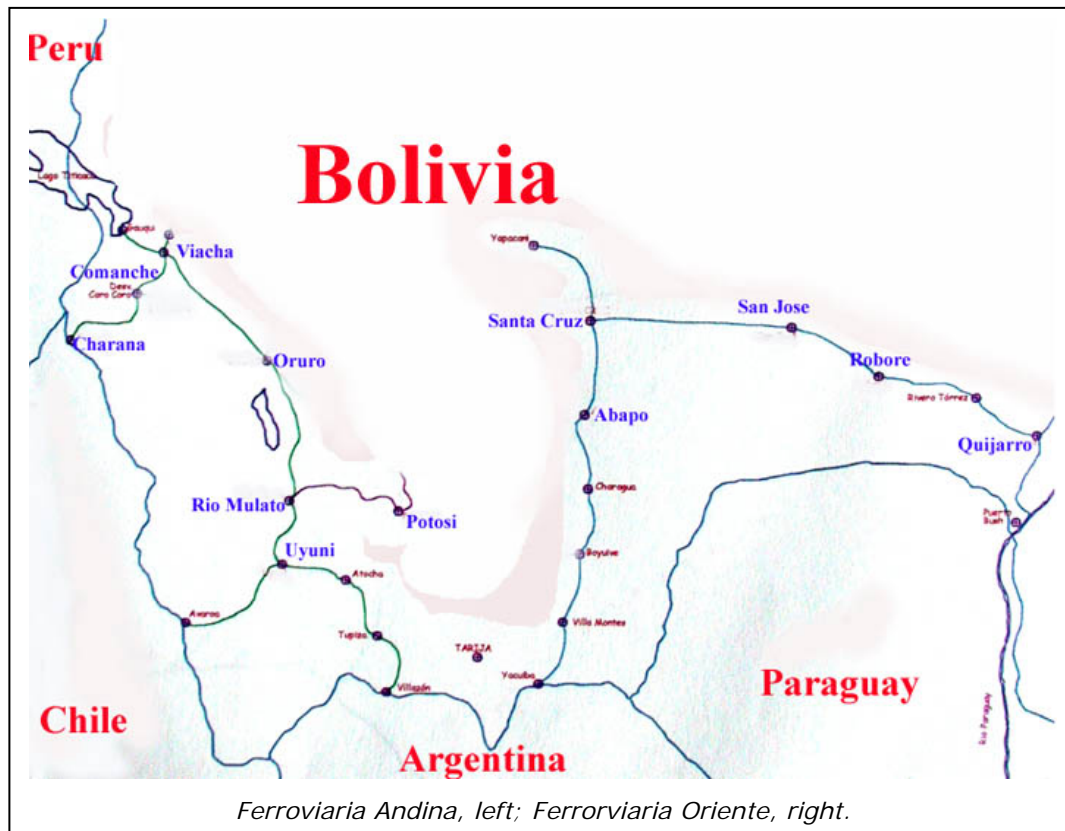 Peru
Bolivia
Lago Titicaca
Viacha
Comanche
Desv.
Coro Coro
Charana
Oruro
Rio Mulato
Potosi
Uyuni
Atocha
Avaroa
Tupiza
Villazón
Yapacani
Santa Cruz
San Jose
Robore
Rivero Tórrez
Quijarro
Abapo
Charagua
Boyuive
Puerto
Bush
Villa Montes
TARIJA
Yacuiba
Rio Paraguay
Chile
Argentina
Paraguay
Ferroviaria Andina, left; Ferrorviaria Oriente, right.